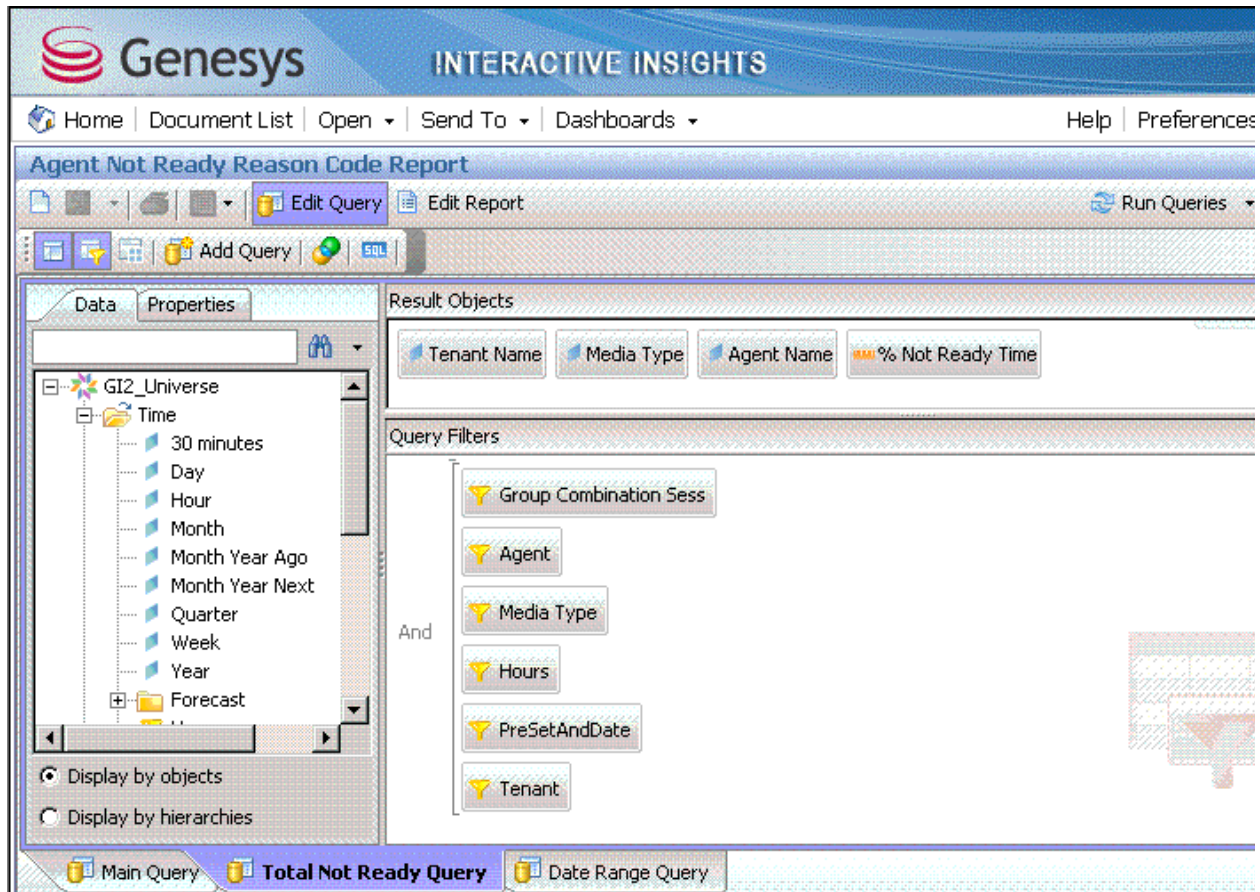 Genesys INTERACTIVE INSIGHTS
Home Document List Open Send To Dashboards Help Preferences
Agent Not Ready Reason Code Report
Edit Query Edit Report Run Queries
Add Query SQL
Data Properties
Result Objects
Tenant Name Media Type Agent Name % Not Ready Time
GI2_Universe
Time
30 minutes
Day
Hour
Month
Month Year Ago
Month Year Next
Quarter
Week
Year
Forecast
Query Filters
And
Group Combination Sess
Agent
Media Type
Hours
PreSetAndDate
Tenant
Display by objects
Display by hierarchies
Main Query Total Not Ready Query Date Range Query